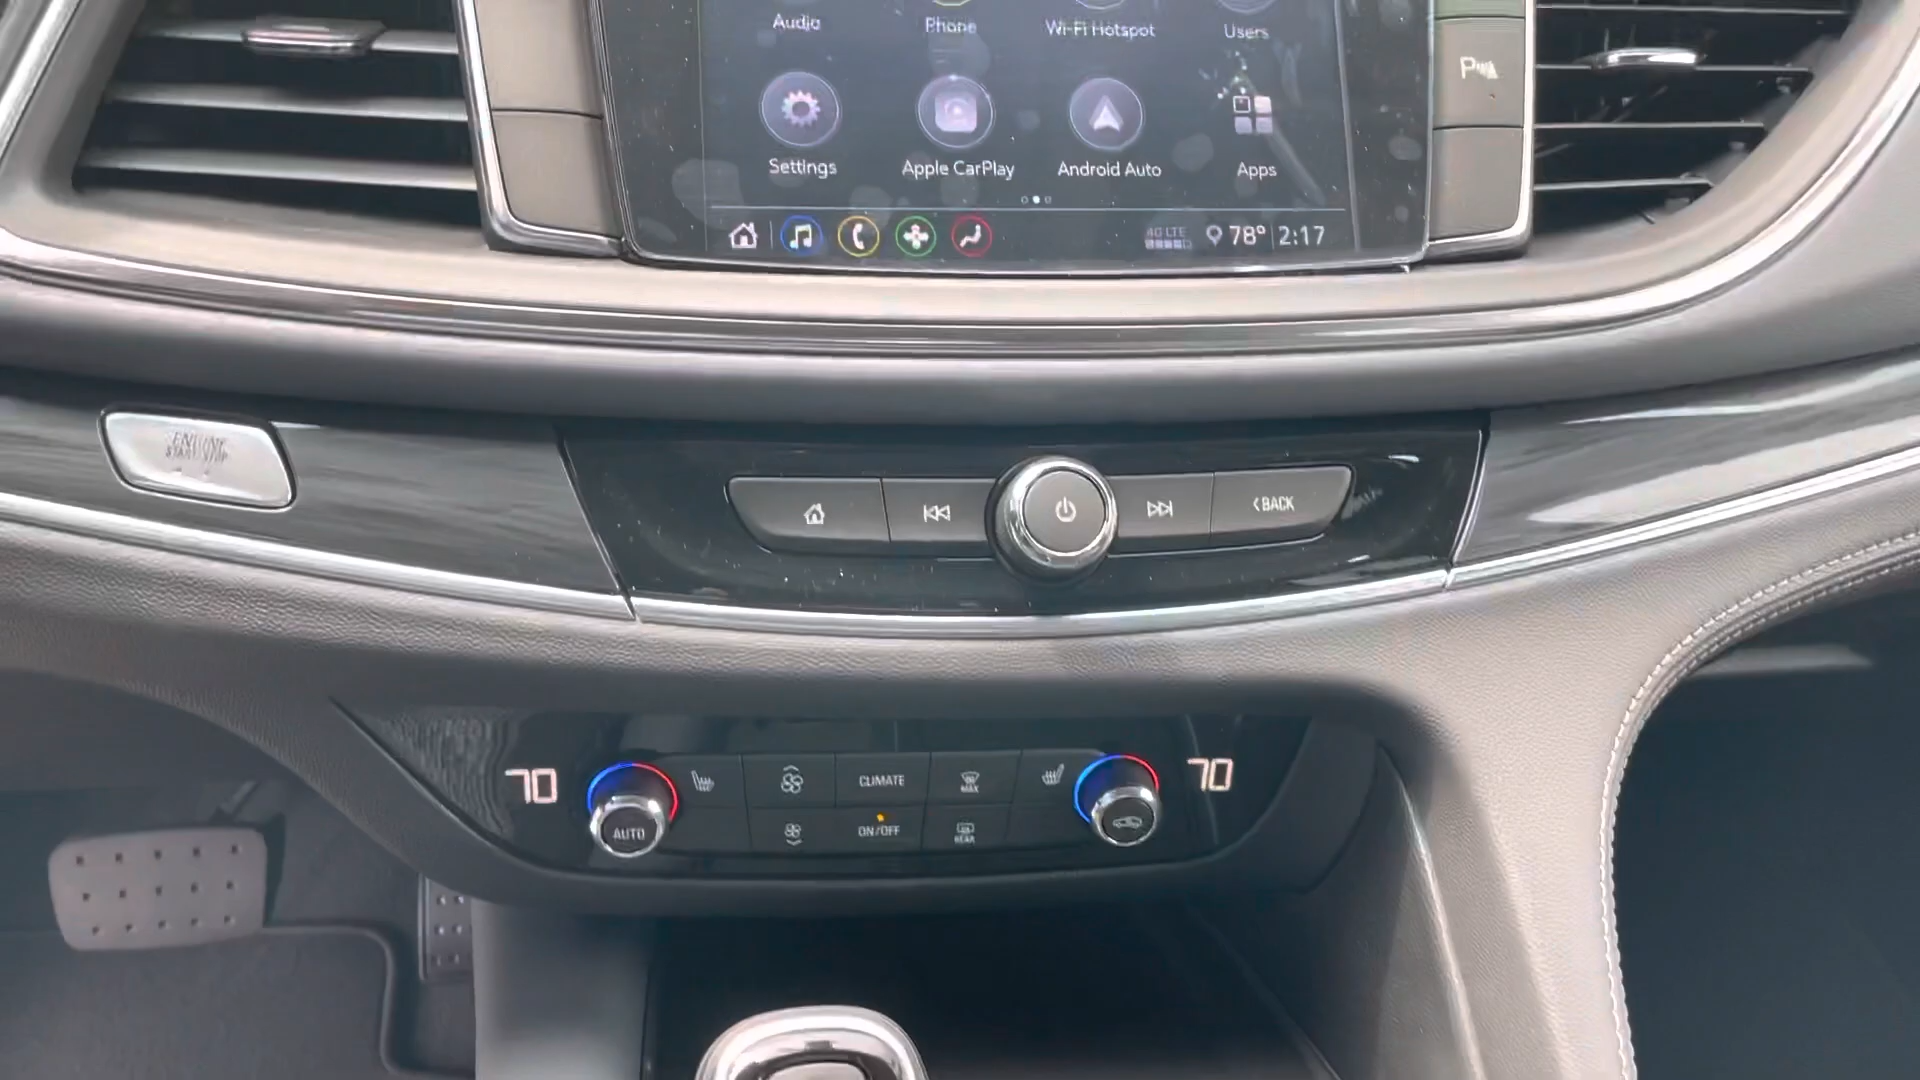 Audio Phone Wi-Fi Hotspot Users
P
Settings Apple CarPlay Android Auto Apps
4G LTE 78° 2:17
ENGINE
START/STOP
<BACK
70 CLIMATE MAX 70
AUTO ON/OFF REAR